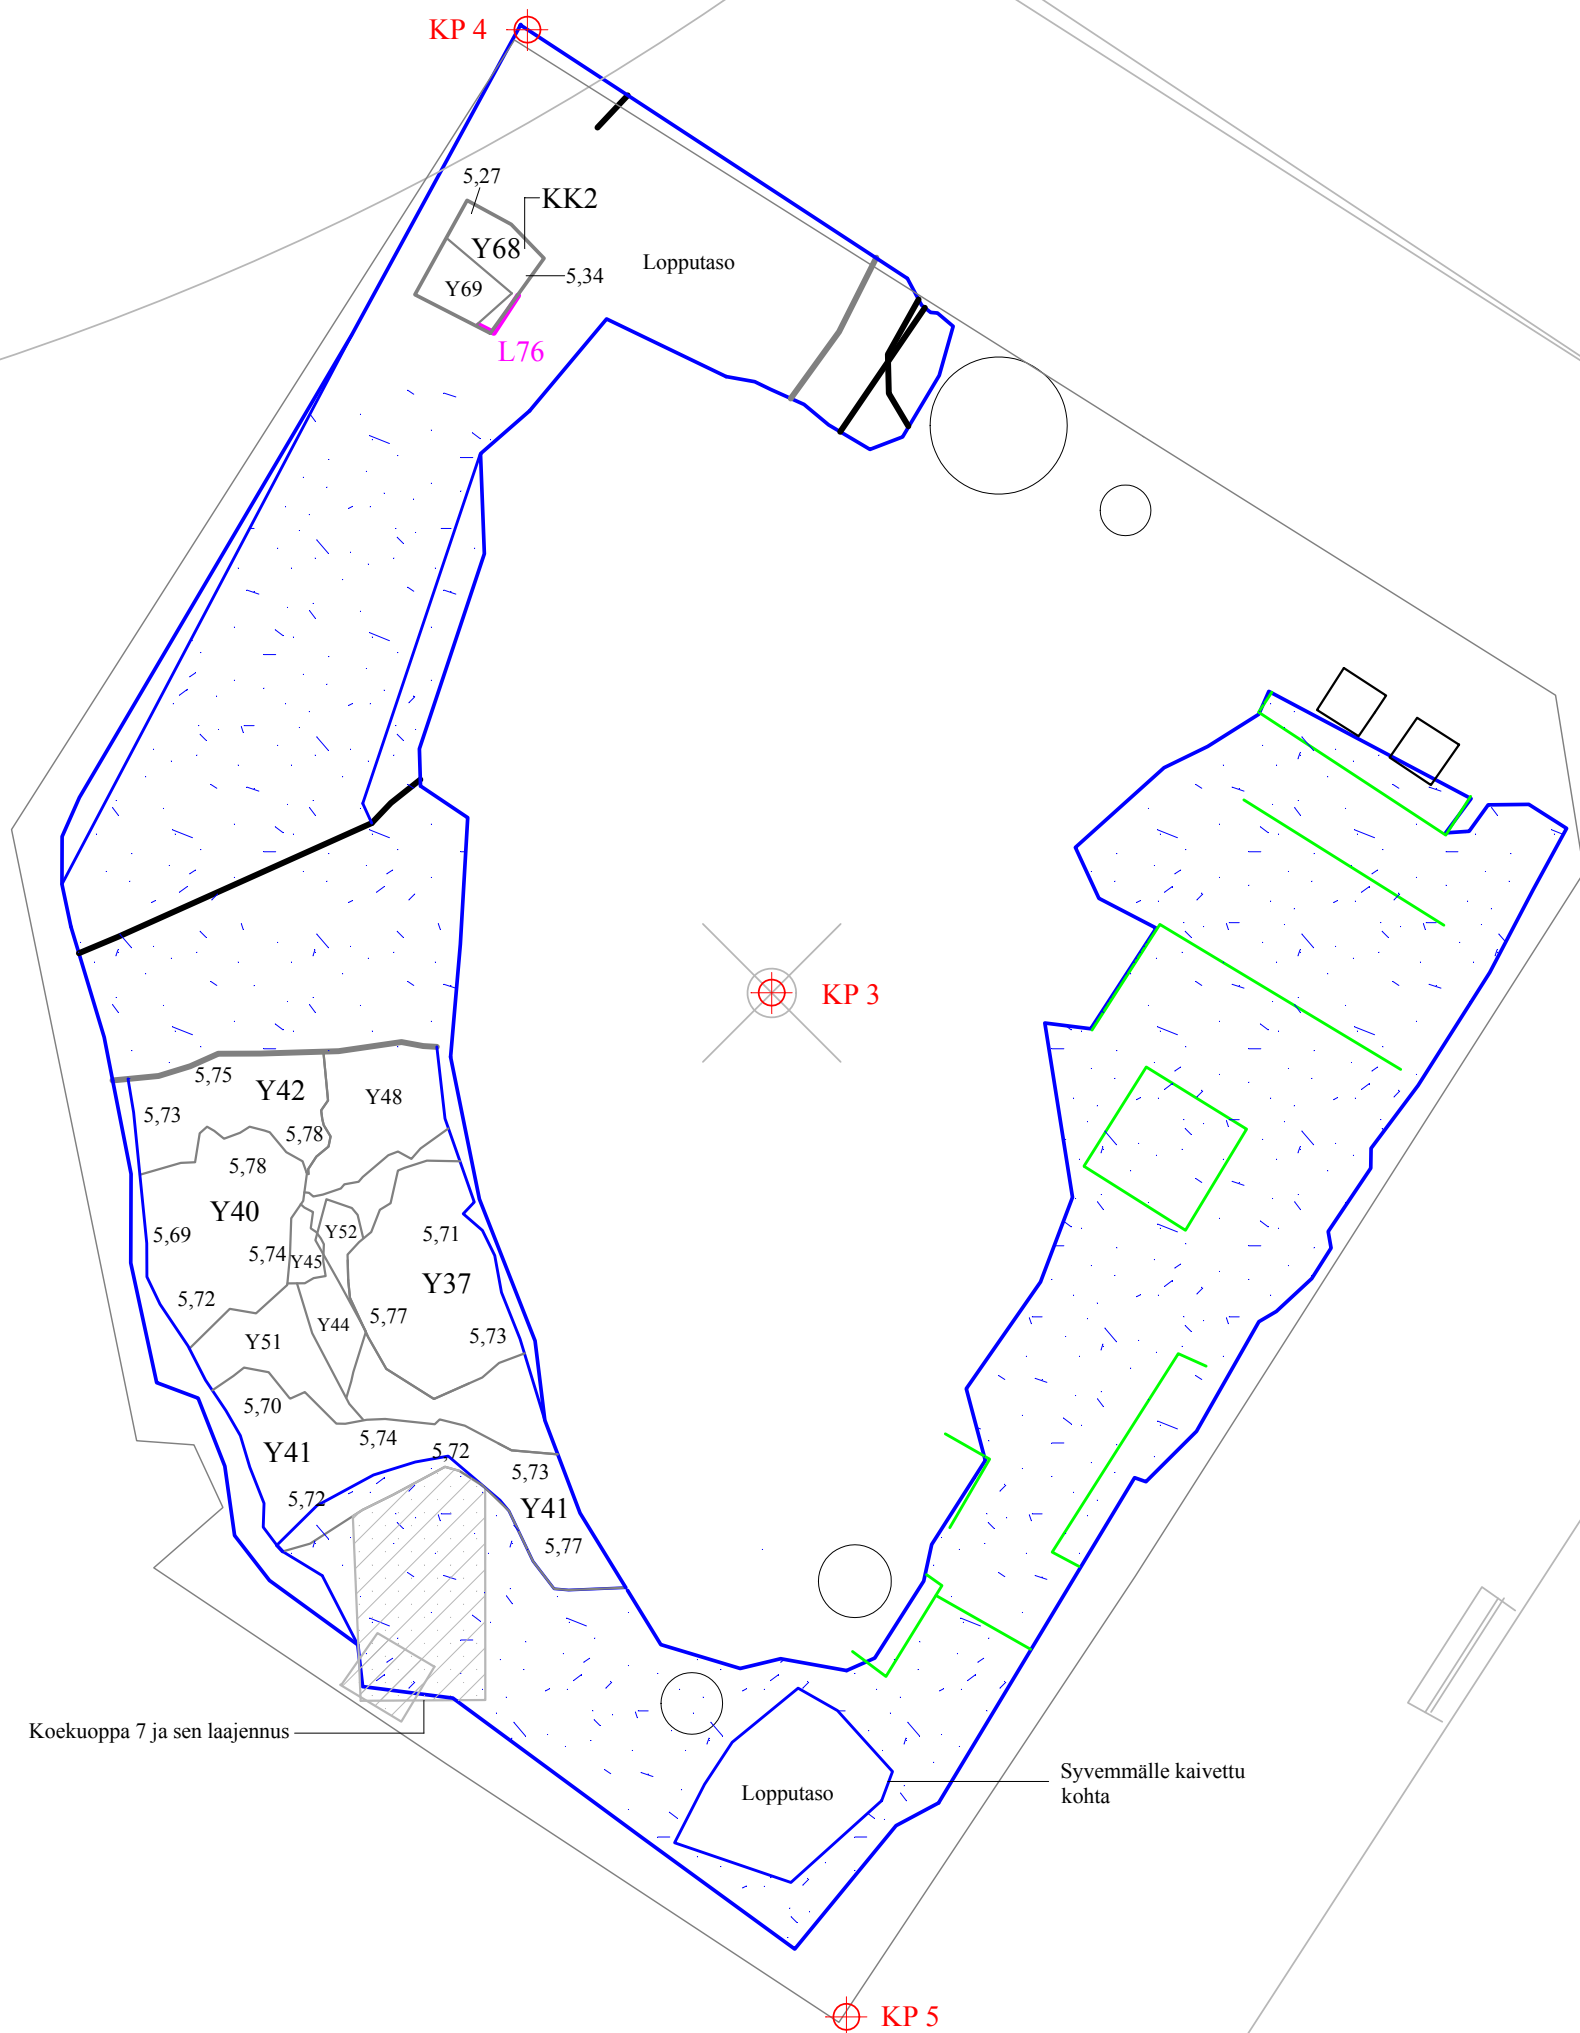 KP 4
5,27
KK2
Y68
Lopputaso
5,34
Y69
L76
KP 3
5,75
Y42
Y48
5,73
5,78
5,78
Y40
Y52
5,69
5,71
5,74
Y45
Y37
5,72
5,77
Y44
5,73
Y51
5,70
5,74
Y41
5,72
5,73
5,72
Y41
5,77
Koekuoppa 7 ja sen laajennus
Syvemmälle kaivettu
kohta
Lopputaso
KP 5